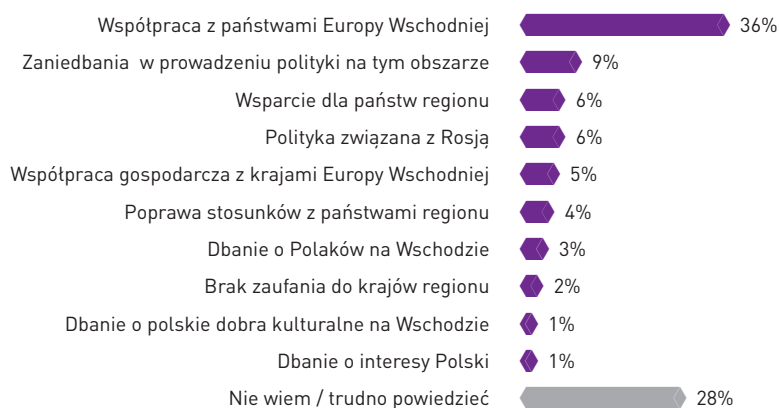 Współpraca z państwami Europy Wschodniej 36%
Zaniedbania w prowadzeniu polityki na tym obszarze 9%
Wsparcie dla państw regionu 6%
Polityka związana z Rosją 6%
Współpraca gospodarcza z krajami Europy Wschodniej 5%
Poprawa stosunków z państwami regionu 4%
Dbanie o Polaków na Wschodzie 3%
Brak zaufania do krajów regionu 2%
Dbanie o polskie dobra kulturalne na Wschodzie 1%
Dbanie o interesy Polski 1%
Nie wiem / trudno powiedzieć 28%